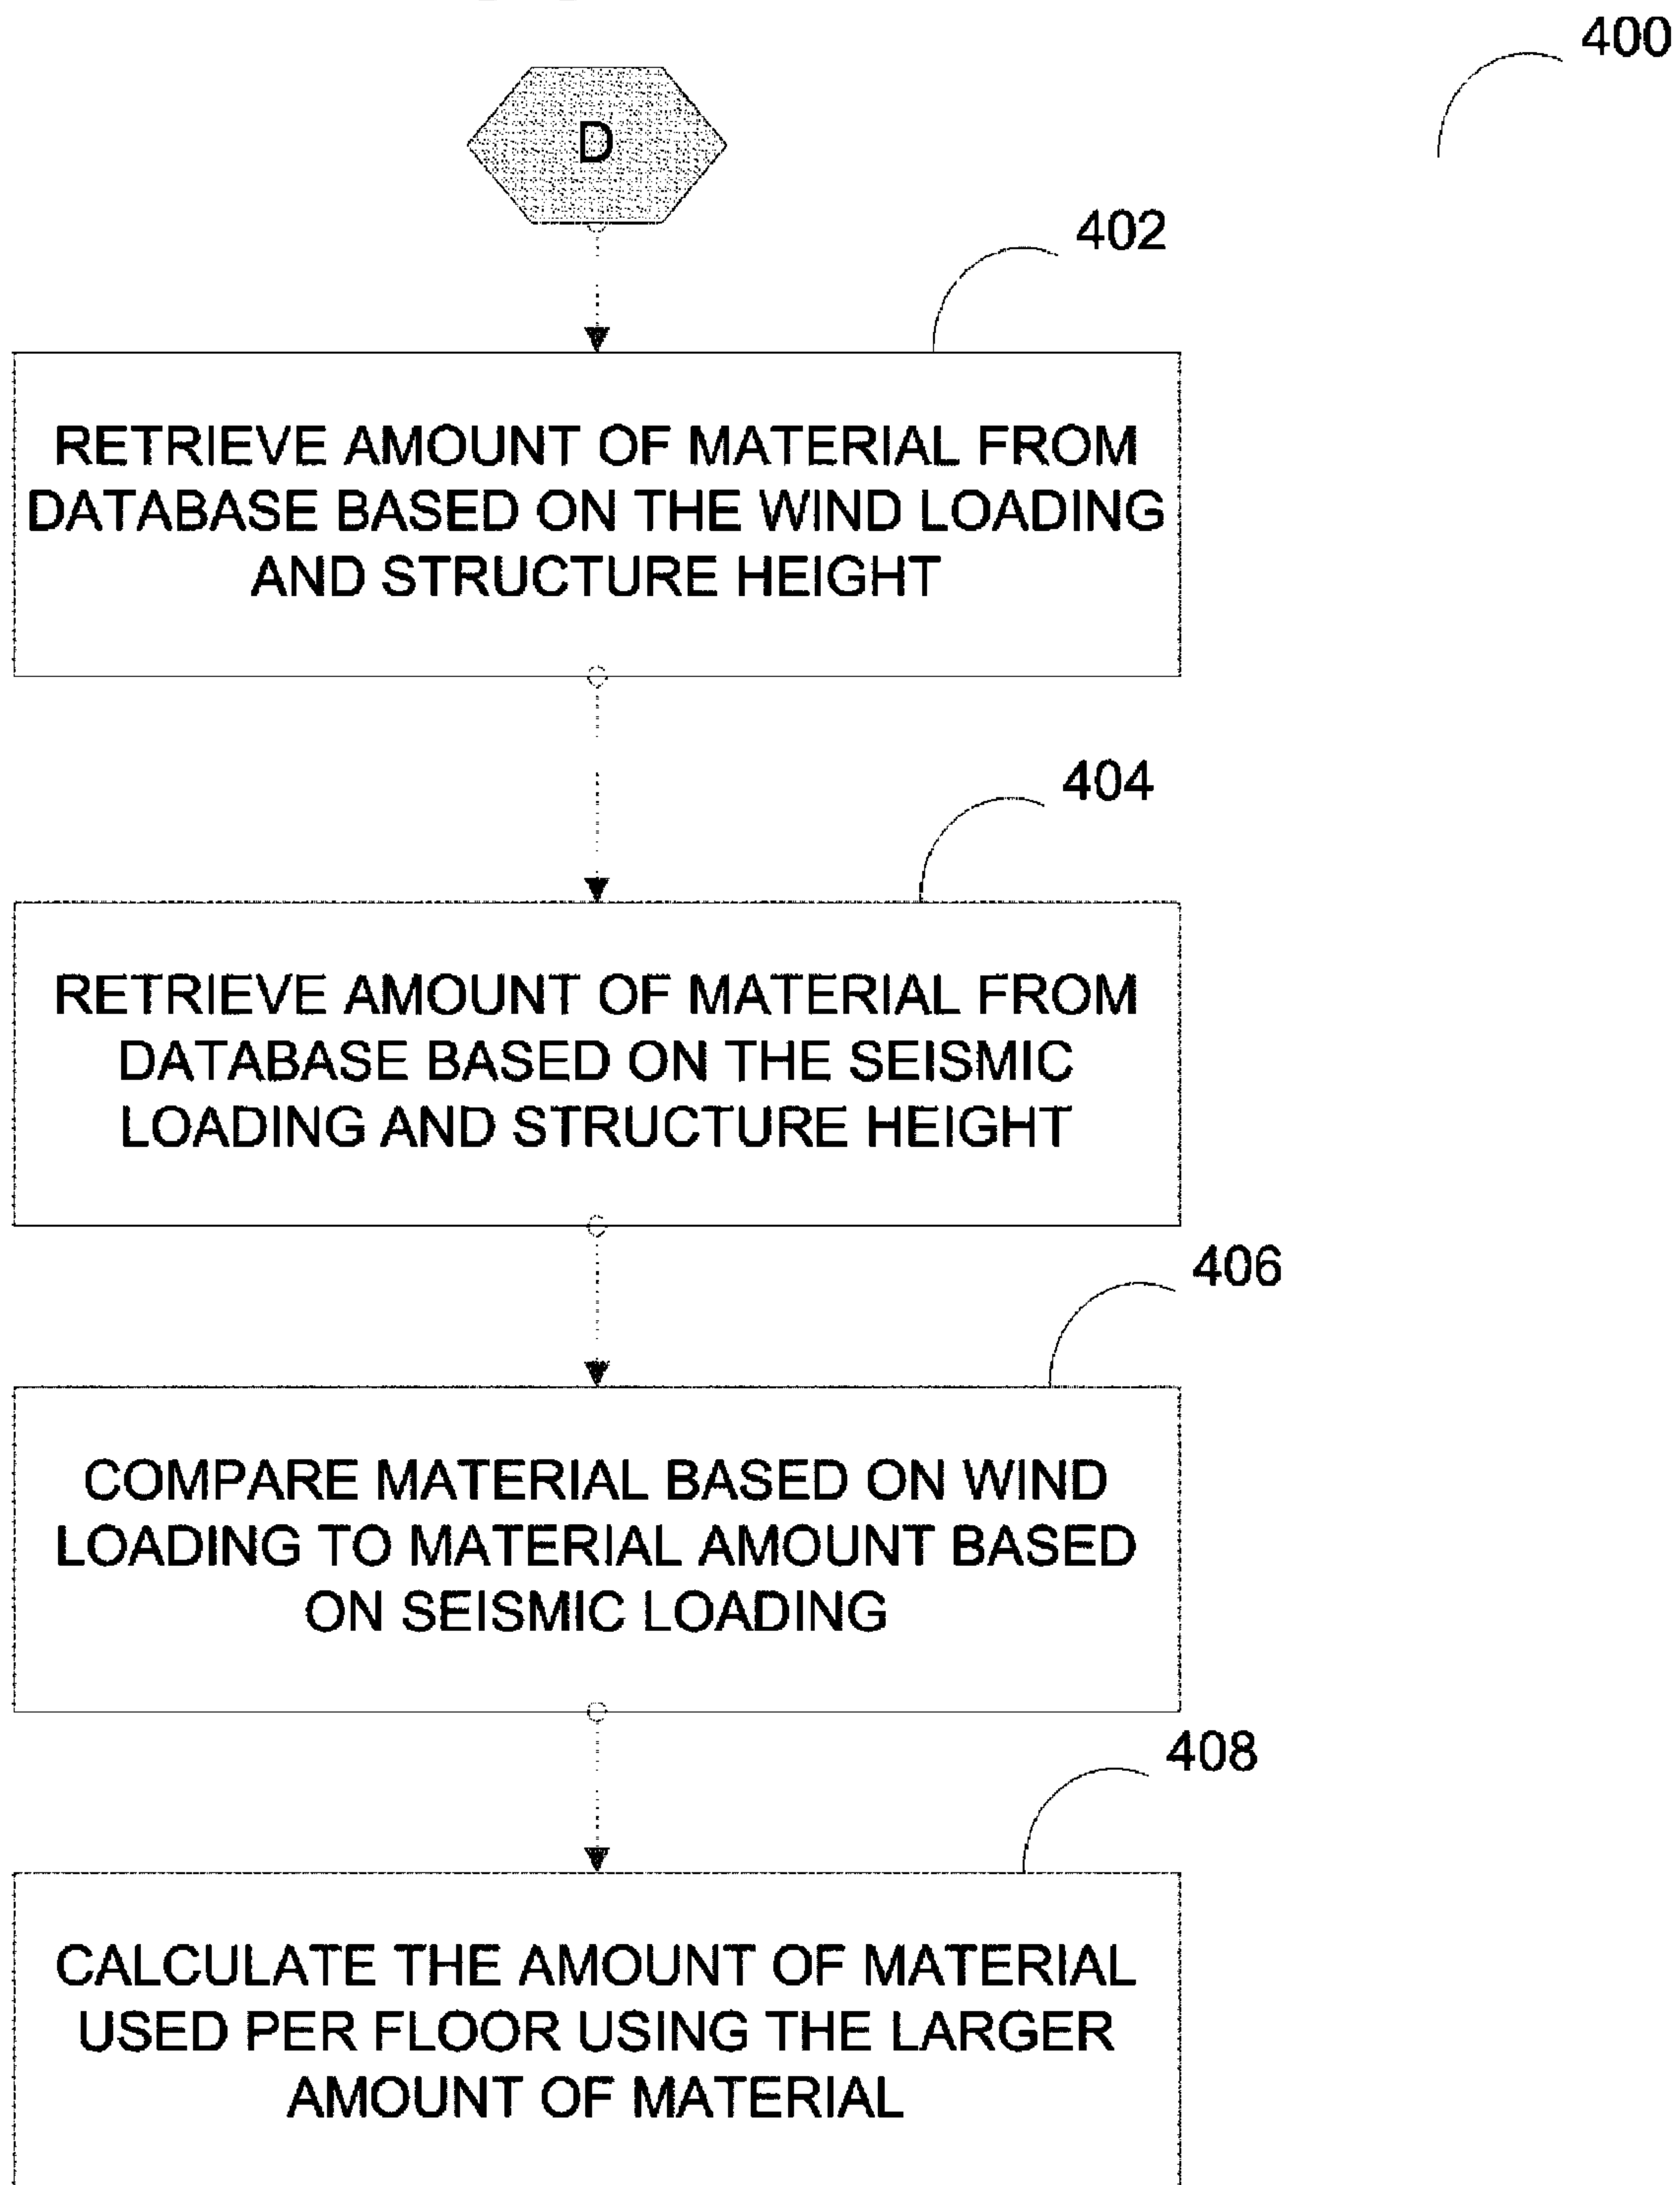 400
D
402
RETRIEVE AMOUNT OF MATERIAL FROM
DATABASE BASED ON THE WIND LOADING
AND STRUCTURE HEIGHT
404
RETRIEVE AMOUNT OF MATERIAL FROM
DATABASE BASED ON THE SEISMIC
LOADING AND STRUCTURE HEIGHT
406
COMPARE MATERIAL BASED ON WIND
LOADING TO MATERIAL AMOUNT BASED
ON SEISMIC LOADING
408
CALCULATE THE AMOUNT OF MATERIAL
USED PER FLOOR USING THE LARGER
AMOUNT OF MATERIAL